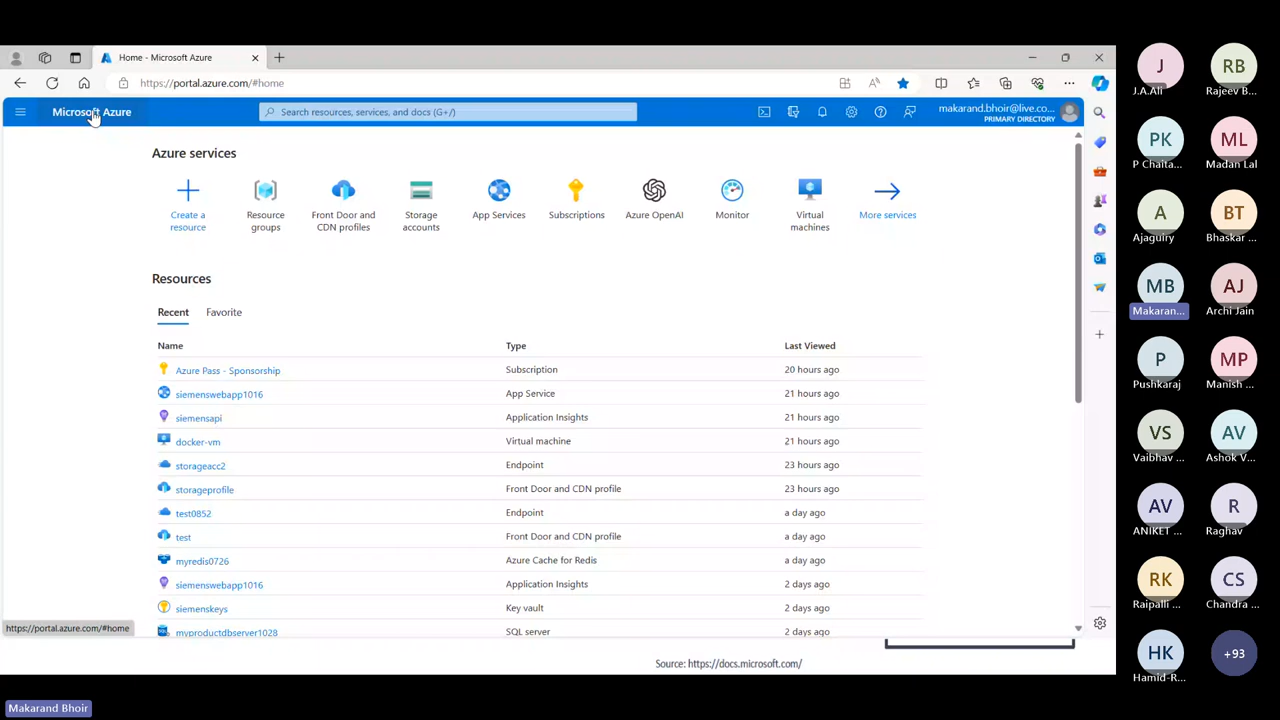 Home - Microsoft Azure
https://portal.azure.com/#home
Microsoft Azure
Search resources, services, and docs (G+/)
makarand.bhoir@live.co...
PRIMARY DIRECTORY
Azure services
Create a
resource
Resource
groups
Front Door and
CDN profiles
Storage
accounts
App Services
Subscriptions
Azure OpenAI
Monitor
Virtual
machines
More services
Resources
Recent Favorite
Name Type Last Viewed
Azure Pass - Sponsorship Subscription 20 hours ago
siemenswebapp1016 App Service 21 hours ago
siemensapi Application Insights 21 hours ago
docker-vm Virtual machine 21 hours ago
storageacc2 Endpoint 23 hours ago
storageprofile Front Door and CDN profile 23 hours ago
test0852 Endpoint a day ago
test Front Door and CDN profile a day ago
myredis0726 Azure Cache for Redis a day ago
siemenswebapp1016 Application Insights 2 days ago
siemenskeys Key vault 2 days ago
myproductdbserver1028 SQL server 2 days ago
https://portal.azure.com/#home
Source: https://docs.microsoft.com/
Makarand Bhoir
J
J.A.Ali
RB
Rajeev B...
PK
P Chaita...
ML
Madan Lal
A
Ajaguiry
BT
Bhaskar ...
MB
Makaran...
AJ
Archi Jain
P
Pushkaraj
MP
Manish ...
VS
Vaibhav ...
AV
Ashok V...
AV
ANIKET ...
R
Raghav
RK
Raipalli ...
CS
Chandra ...
HK
Hamid-R...
+93